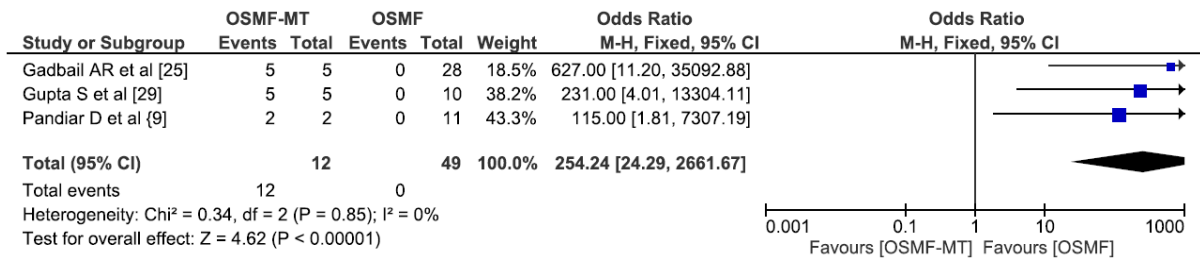 OSMF-MT OSMF Odds Ratio Odds Ratio
Study or Subgroup Events Total Events Total Weight M-H, Fixed, 95% CI M-H, Fixed, 95% CI
Gadbail AR et al [25] 5 5 0 28 18.5% 627.00 [11.20, 35092.88]
Gupta S et al [29] 5 5 0 10 38.2% 231.00 [4.01, 13304.11]
Pandiar D et al {9] 2 2 0 11 43.3% 115.00 [1.81, 7307.19]
Total (95% CI) 12 49 100.0% 254.24 [24.29, 2661.67]
Total events 12 0
Heterogeneity: Chi² = 0.34, df = 2 (P = 0.85); I² = 0%
Test for overall effect: Z = 4.62 (P < 0.00001)
0.001 0.1 1 10 1000
Favours [OSMF-MT] Favours [OSMF]